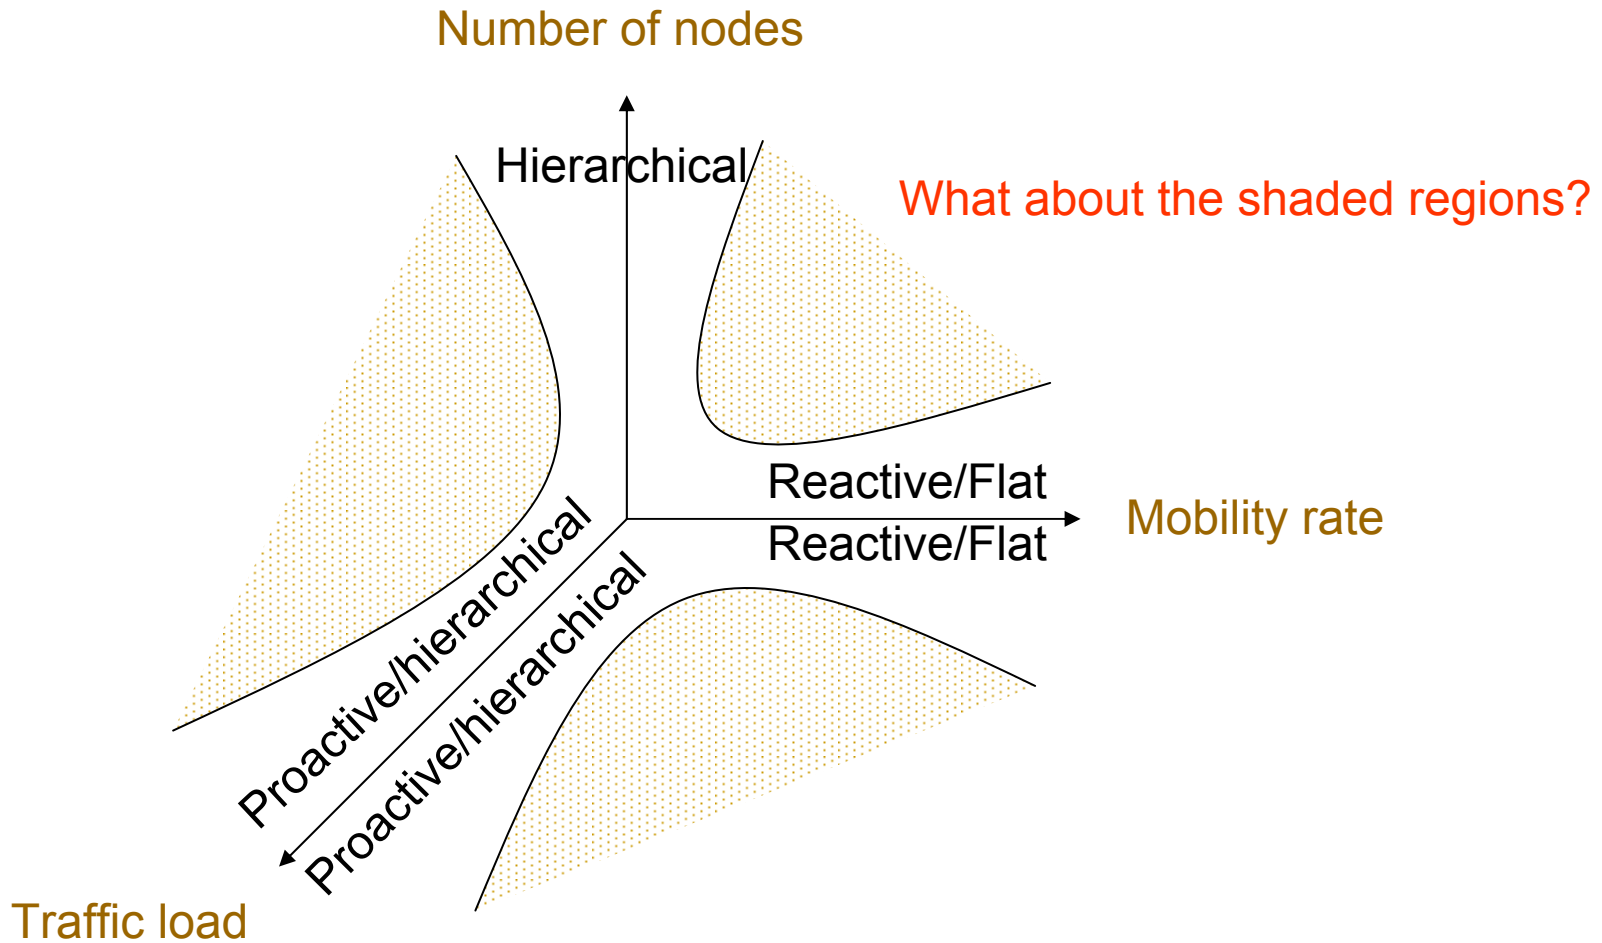 Number of nodes
Hierarchical
What about the shaded regions?
Reactive/Flat
Mobility rate
Reactive/Flat
Proactive/hierarchical
Proactive/hierarchical
Traffic load